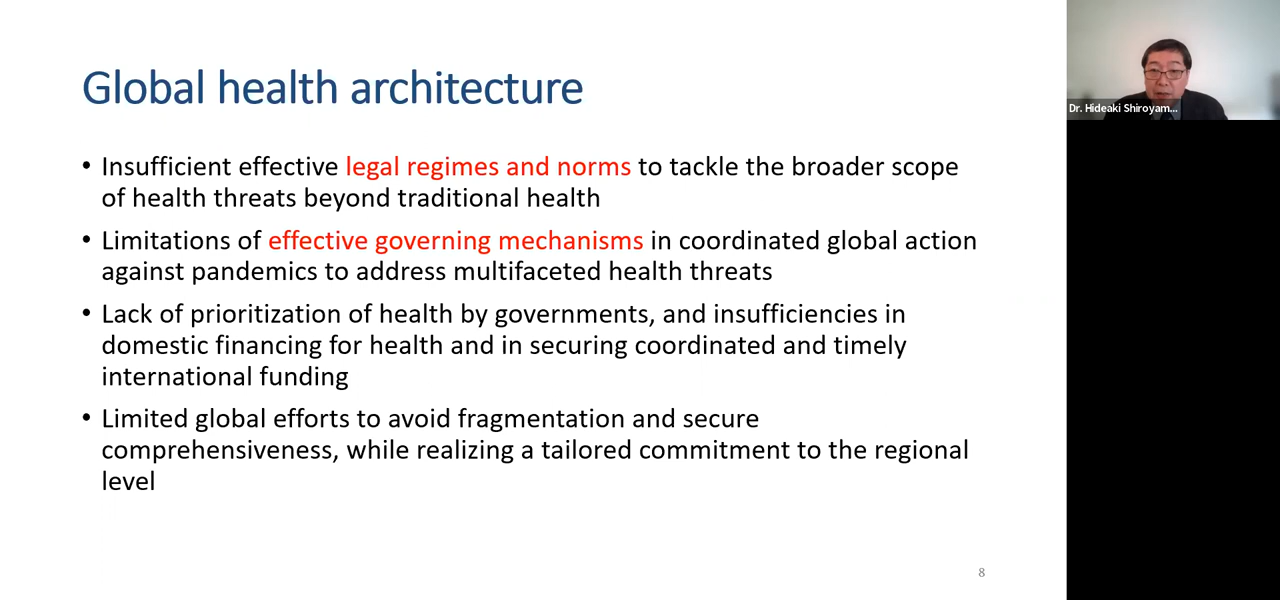 Global health architecture
• Insufficient effective legal regimes and norms to tackle the broader scope
of health threats beyond traditional health
• Limitations of effective governing mechanisms in coordinated global action
against pandemics to address multifaceted health threats
• Lack of prioritization of health by governments, and insufficiencies in
domestic financing for health and in securing coordinated and timely
international funding
• Limited global efforts to avoid fragmentation and secure
comprehensiveness, while realizing a tailored commitment to the regional
level
8
Dr. Hideaki Shiroyam...